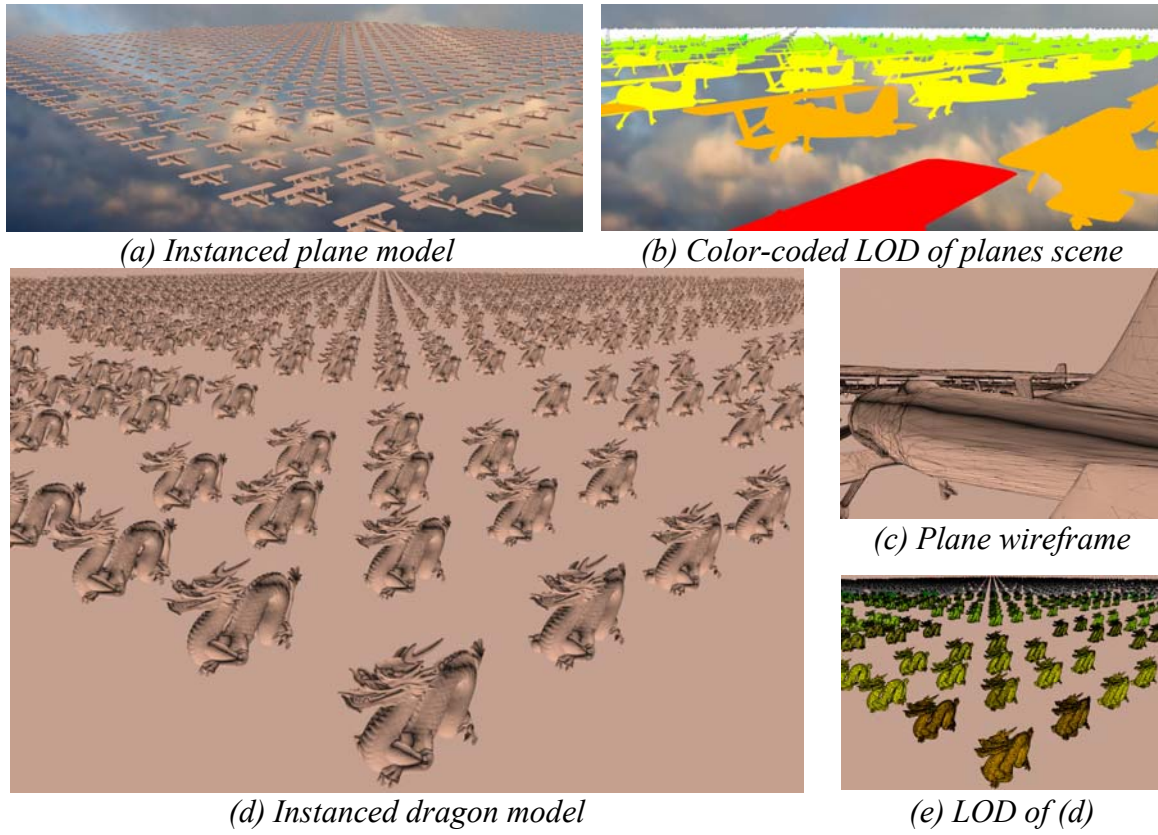 (a) Instanced plane model
(b) Color-coded LOD of planes scene
(c) Plane wireframe
(d) Instanced dragon model
(e) LOD of (d)